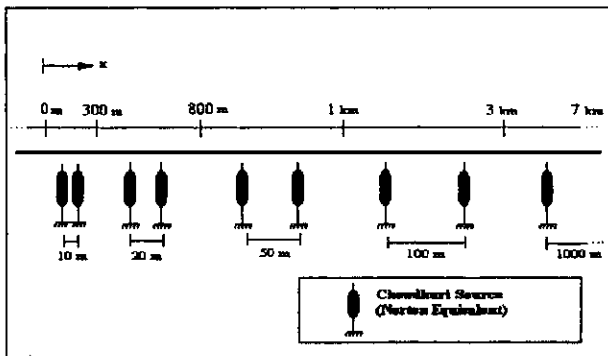 x
0 m 300 m 800 m 1 km 3 km 7 km
10 m 20 m 50 m 100 m 1000 m
Chowdhuri Source
(Norton Equivalent)